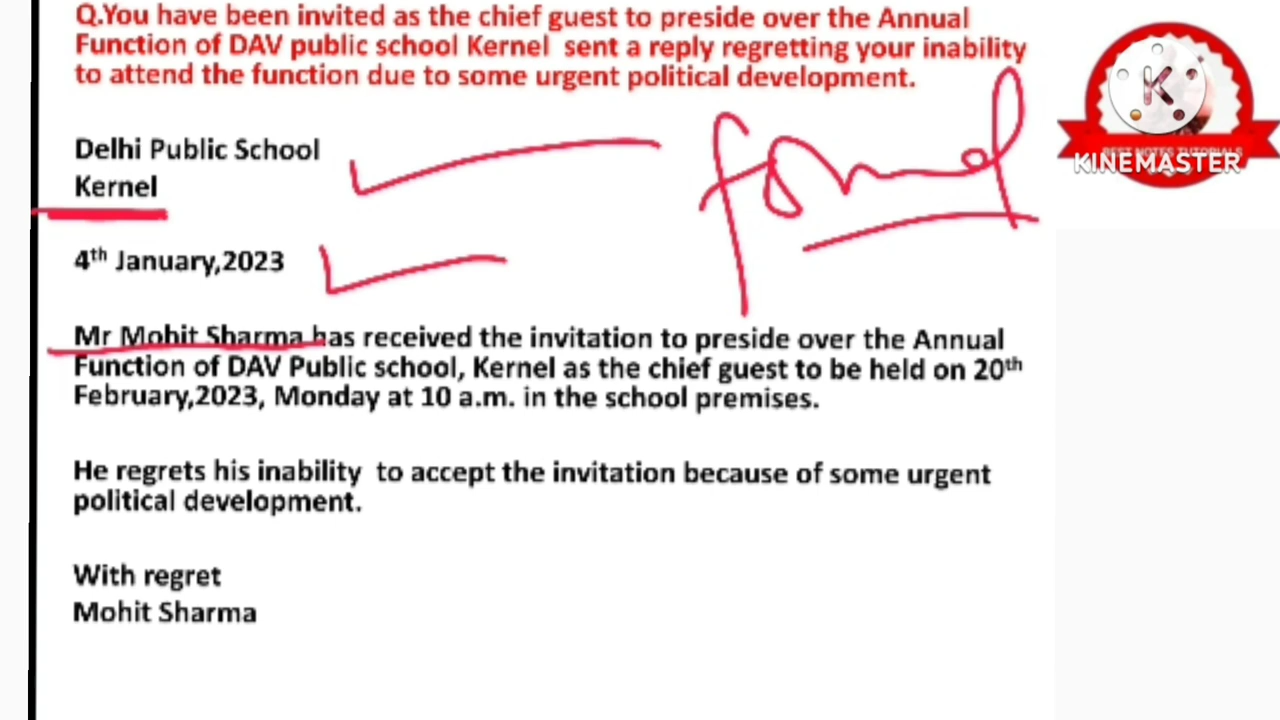 Q.You have been invited as the chief guest to preside over the Annual
Function of DAV public school Kernel sent a reply regretting your inability
to attend the function due to some urgent political development.
Delhi Public School
Kernel
formal
4th January,2023
Mr Mohit Sharma has received the invitation to preside over the Annual
Function of DAV Public school, Kernel as the chief guest to be held on 20th
February,2023, Monday at 10 a.m. in the school premises.
He regrets his inability to accept the invitation because of some urgent
political development.
With regret
Mohit Sharma
K
BEST NOTES TUTORIALS
KINEMASTER